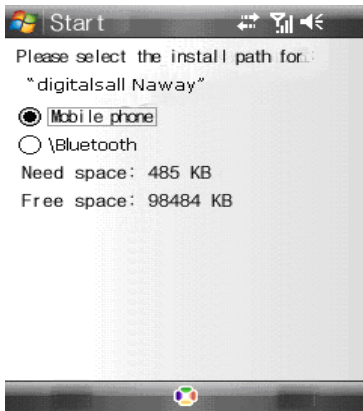 Start
Please select the install path for:
"digitalsall Naway"
Mobile phone
\Bluetooth
Need space: 485 KB
Free space: 98484 KB